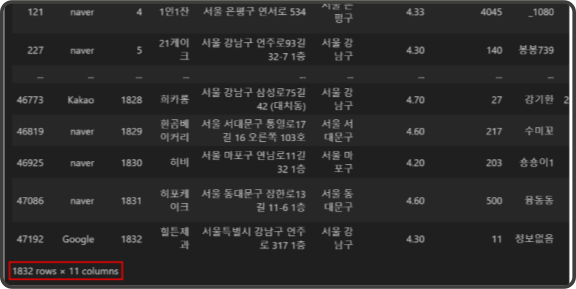 121 naver 4 1인1잔 서울 은평구 연서로 534 서울 은평구 4.33 4045 _1080
227 naver 5 21케이크 서울 강남구 언주로93길 32-7 1층 서울 강남구 4.30 140 봉봉739
... ... ... ... ... ... ... ... ...
46773 Kakao 1828 희카롱 서울 강남구 삼성로75길 42 (대치동) 서울 강남구 4.70 27 김기한 2
46819 naver 1829 흰곰베이커리 서울 서대문구 통일로17길 16 오른쪽 103호 서울 서대문구 4.60 217 수미꼬
46925 naver 1830 히비 서울 마포구 연남로11길 32 1층 서울 마포구 4.20 203 숑숑이1
47086 naver 1831 히포케이크 서울 동대문구 장한로13길 11-6 1층 서울 동대문구 4.60 500 융동동
47192 Google 1832 힐튼제과 서울특별시 강남구 언주로 317 1층 서울 강남구 4.30 11 정보없음
1832 rows × 11 columns